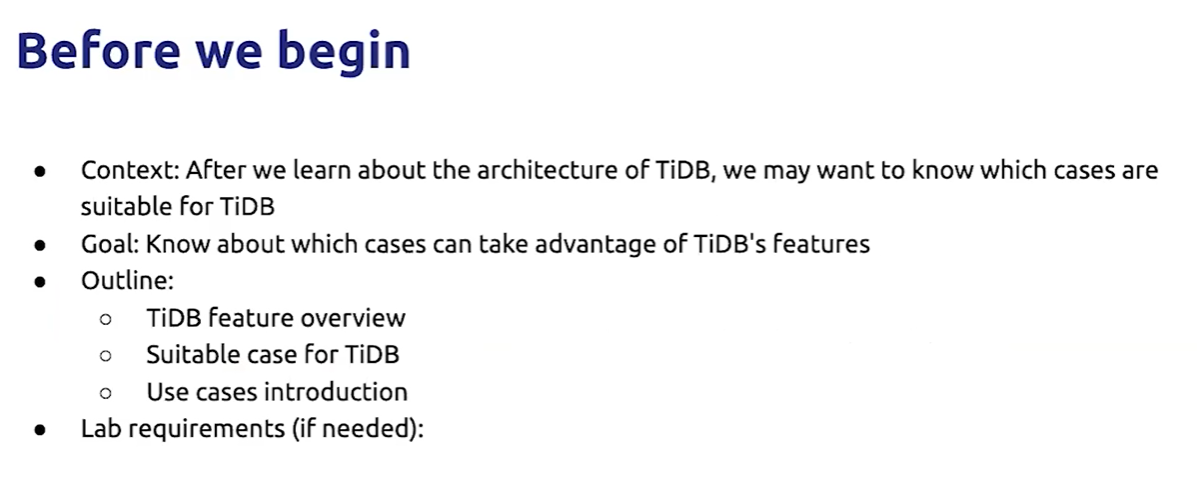 Before we begin
● Context: After we learn about the architecture of TiDB, we may want to know which cases are
suitable for TiDB
● Goal: Know about which cases can take advantage of TiDB's features
● Outline:
○ TiDB feature overview
○ Suitable case for TiDB
○ Use cases introduction
● Lab requirements (if needed):